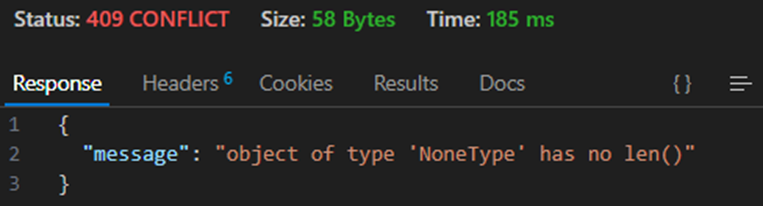 Status: 409 CONFLICT Size: 58 Bytes Time: 185 ms
Response Headers 6 Cookies Results Docs {}
1 {
2 "message": "object of type 'NoneType' has no len()"
3 }